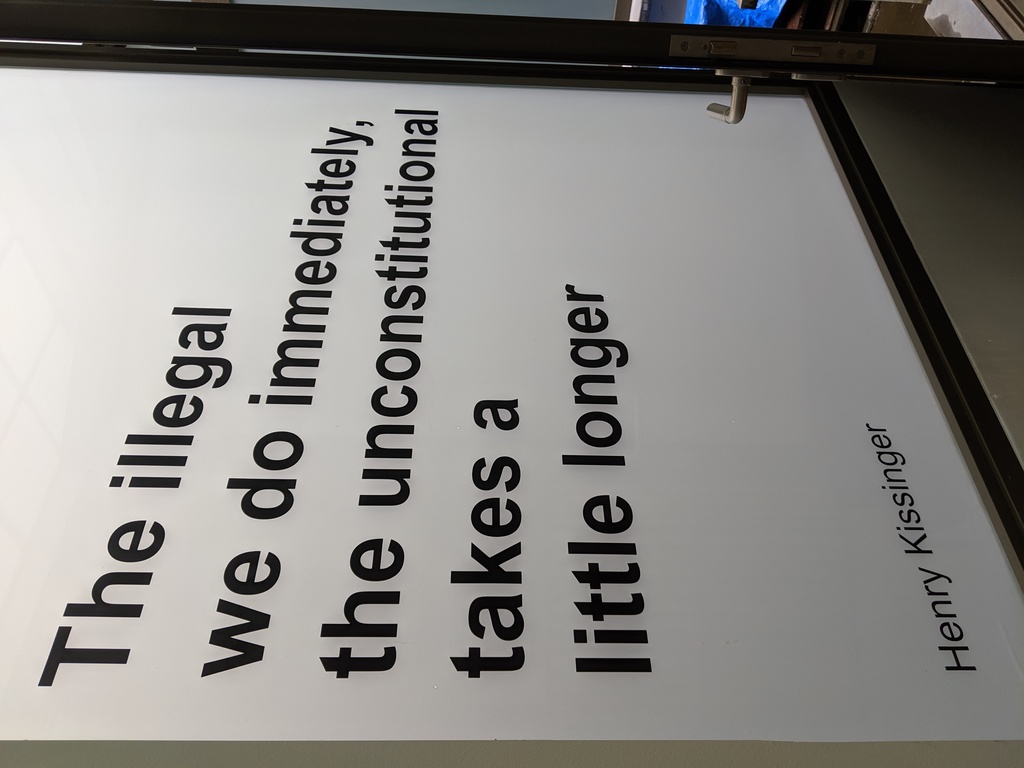 The illegal
we do immediately,
the unconstitutional
takes a
little longer
Henry Kissinger